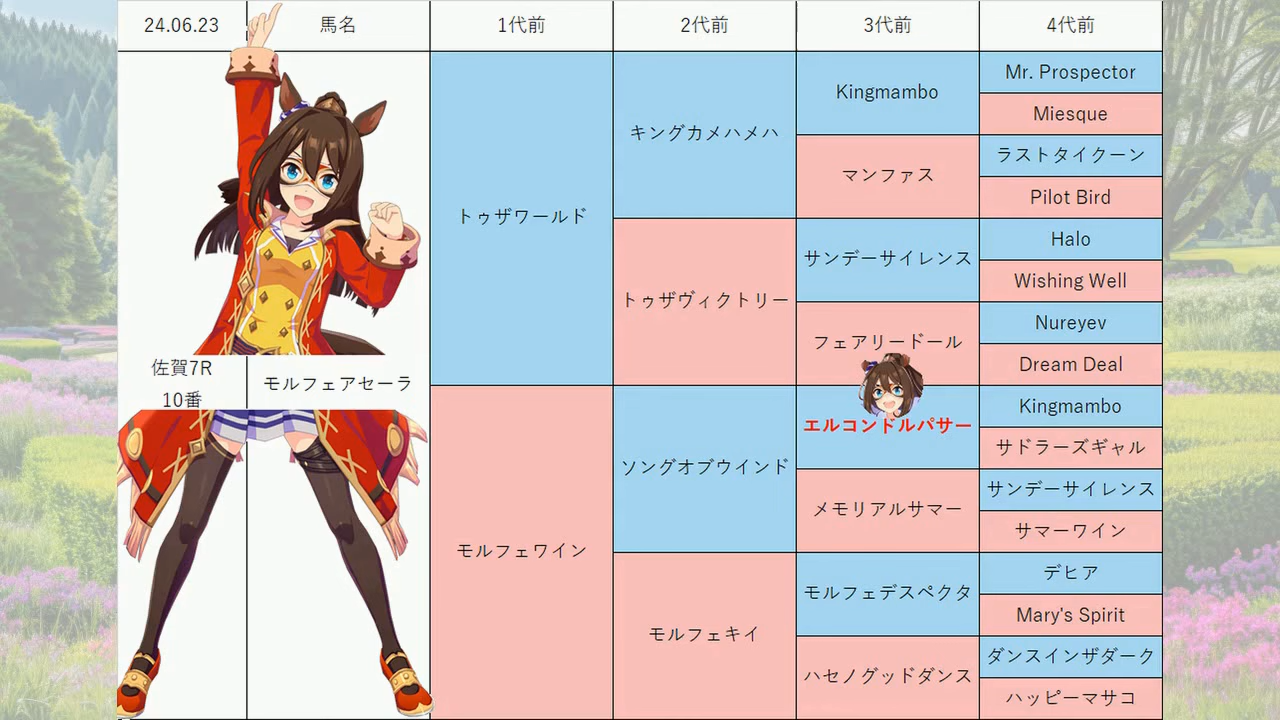 24.06.23
馬名
1代前
2代前
3代前
4代前
佐賀7R
10番
モルフェアセーラ
トゥザワールド
モルフェワイン
キングカメハメハ
トゥザヴィクトリー
ソングオブウインド
モルフェキイ
Kingmambo
マンファス
サンデーサイレンス
フェアリードール
エルコンドルパサー
メモリアルサマー
モルフェデスペクタ
ハセノグッドダンス
Mr. Prospector
Miesque
ラストタイクーン
Pilot Bird
Halo
Wishing Well
Nureyev
Dream Deal
Kingmambo
サドラーズギャル
サンデーサイレンス
サマーワイン
デヒア
Mary's Spirit
ダンスインザダーク
ハッピーマサコ